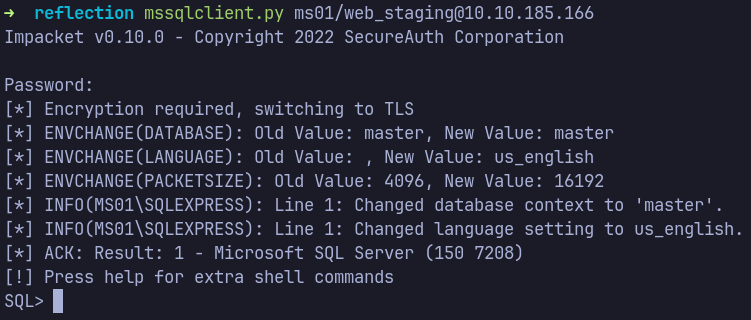 → reflection mssqlclient.py ms01/web_staging@10.10.185.166
Impacket v0.10.0 - Copyright 2022 SecureAuth Corporation
Password:
[*] Encryption required, switching to TLS
[*] ENVCHANGE(DATABASE): Old Value: master, New Value: master
[*] ENVCHANGE(LANGUAGE): Old Value: , New Value: us_english
[*] ENVCHANGE(PACKETSIZE): Old Value: 4096, New Value: 16192
[*] INFO(MS01\SQLEXPRESS): Line 1: Changed database context to 'master'.
[*] INFO(MS01\SQLEXPRESS): Line 1: Changed language setting to us_english.
[*] ACK: Result: 1 - Microsoft SQL Server (150 7208)
[!] Press help for extra shell commands
SQL>